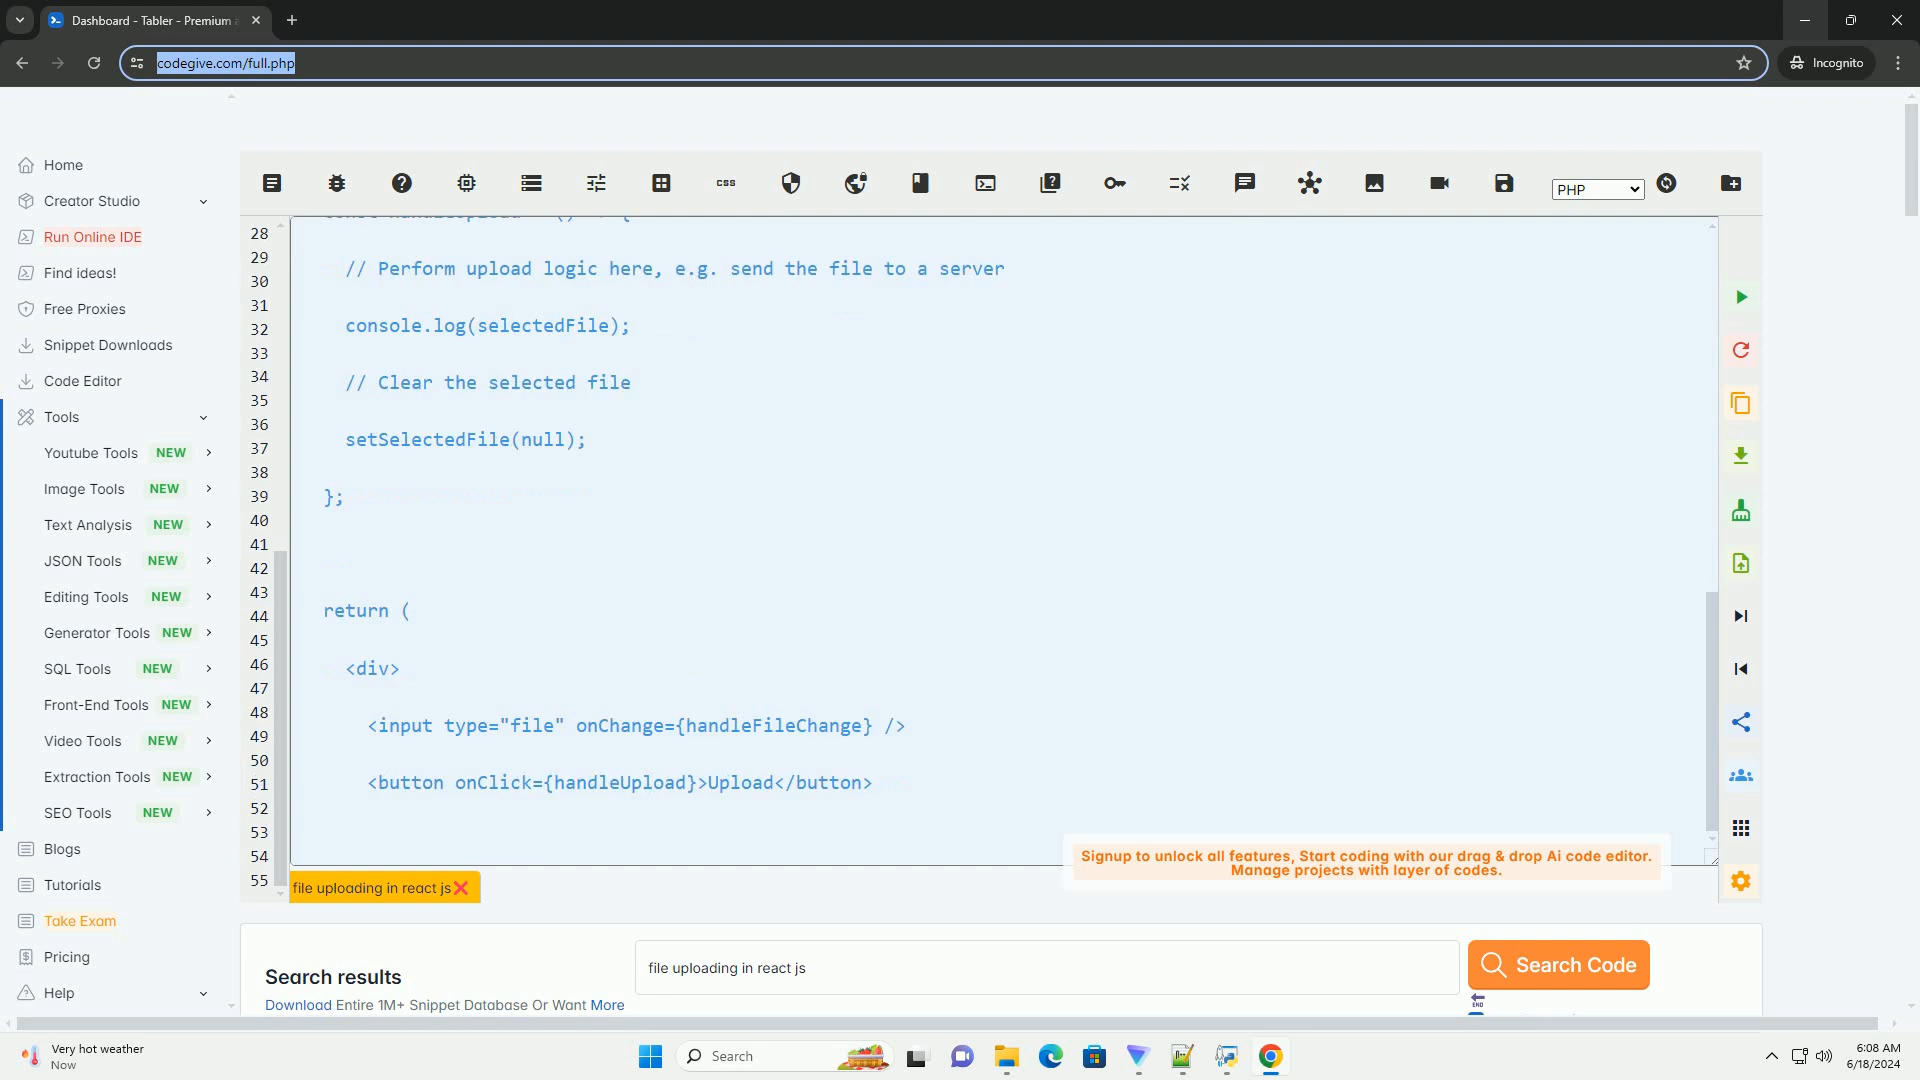 Dashboard - Tabler - Premium
codegive.com/full.php
Incognito
Home
Creator Studio
Run Online IDE
Find ideas!
Free Proxies
Snippet Downloads
Code Editor
Tools
Youtube Tools NEW
Image Tools NEW
Text Analysis NEW
JSON Tools NEW
Editing Tools NEW
Generator Tools NEW
SQL Tools NEW
Front-End Tools NEW
Video Tools NEW
Extraction Tools NEW
SEO Tools NEW
Blogs
Tutorials
Take Exam
Pricing
Help
css
PHP
28
29
30
31
32
33
34
35
36
37
38
39
40
41
42
43
44
45
46
47
48
49
50
51
52
53
54
55
// Perform upload logic here, e.g. send the file to a server
console.log(selectedFile);
// Clear the selected file
setSelectedFile(null);
};
return (
<div>
<input type="file" onChange={handleFileChange} />
<button onClick={handleUpload}>Upload</button>
Signup to unlock all features, Start coding with our drag & drop Ai code editor.
Manage projects with layer of codes.
file uploading in react js
Search results
Download Entire 1M+ Snippet Database Or Want More
file uploading in react js
Search Code
END
Very hot weather
Now
Search
6:08 AM
6/18/2024